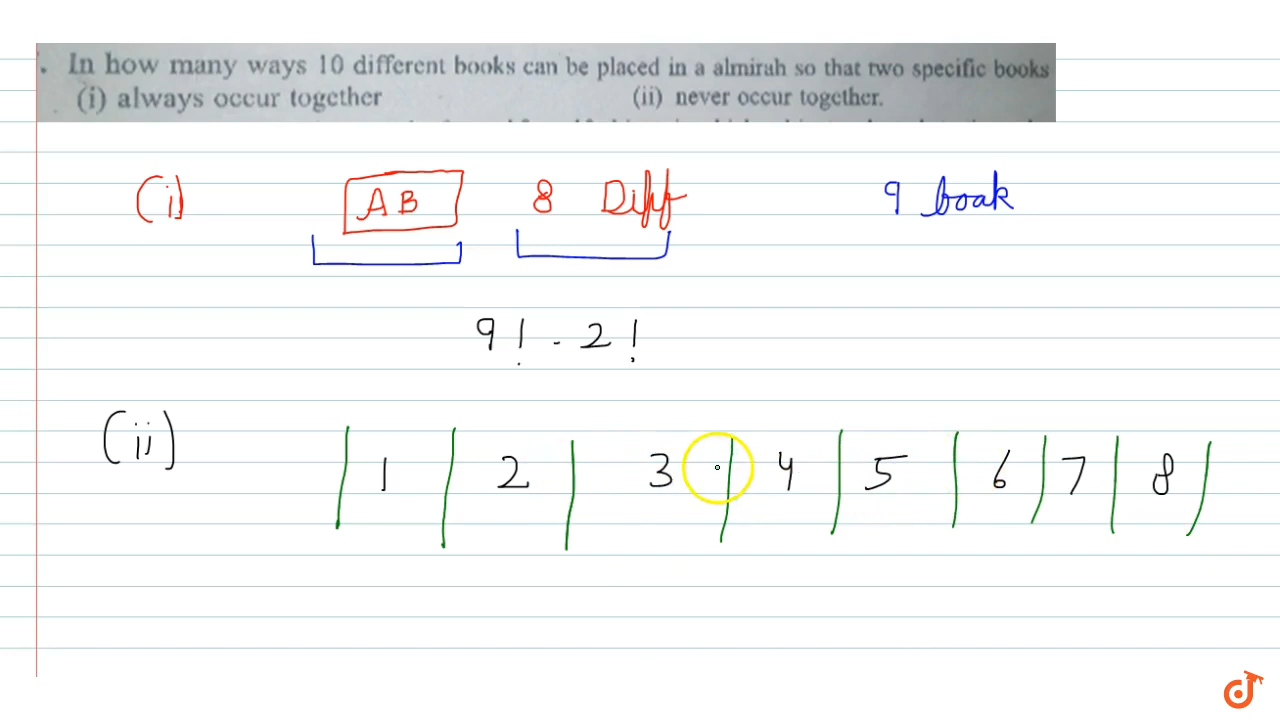 . In how many ways 10 different books can be placed in a almirah so that two specific books
(i) always occur together (ii) never occur together.
(i) AB 8 Diff 9 book
9! . 2!
(ii) | 1 | 2 | 3 | 4 | 5 | 6 | 7 | 8 |